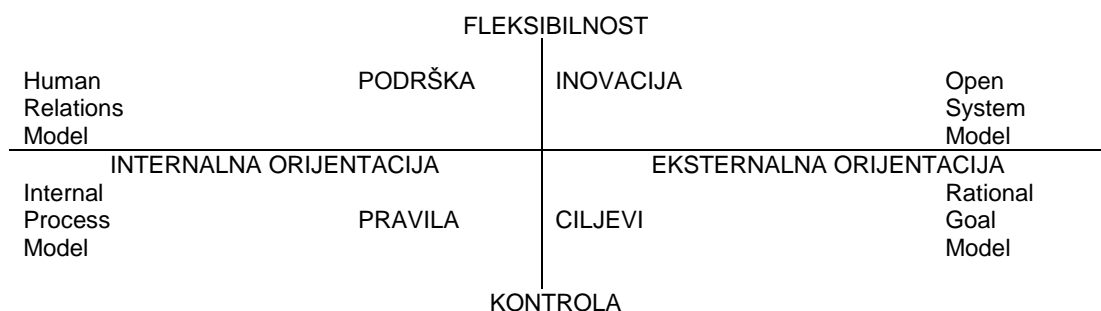 FLEKSIBILNOST
Human PODRŠKA INOVACIJA Open
Relations System
Model Model
INTERNALNA ORIJENTACIJA EKSTERNALNA ORIJENTACIJA
Internal Rational
Process PRAVILA CILJEVI Goal
Model Model
KONTROLA